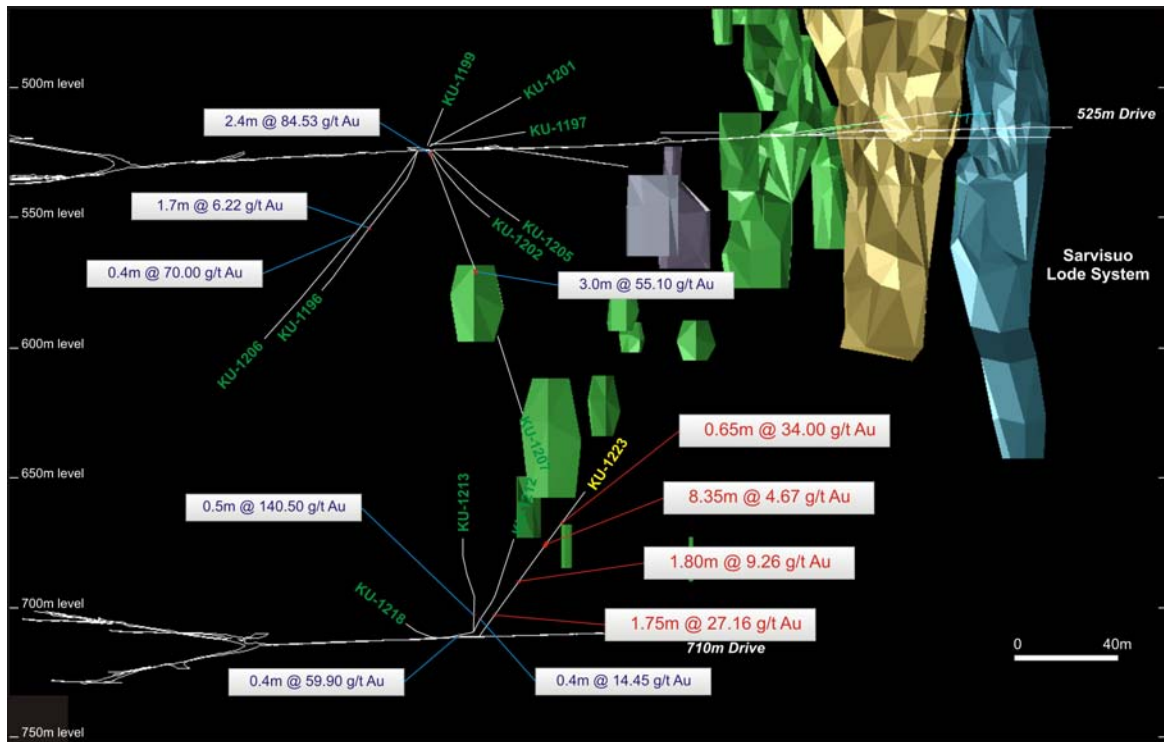 500m level
550m level
600m level
650m level
700m level
750m level
KU-1199
KU-1201
KU-1197
2.4m @ 84.53 g/t Au
525m Drive
1.7m @ 6.22 g/t Au
0.4m @ 70.00 g/t Au
KU-1202
KU-1205
Sarvisuo
Lode System
3.0m @ 55.10 g/t Au
KU-1196
KU-1206
0.65m @ 34.00 g/t Au
KU-1207
KU-1223
KU-1213
0.5m @ 140.50 g/t Au
8.35m @ 4.67 g/t Au
1.80m @ 9.26 g/t Au
KU-1218
1.75m @ 27.16 g/t Au
710m Drive
0 40m
0.4m @ 59.90 g/t Au
0.4m @ 14.45 g/t Au